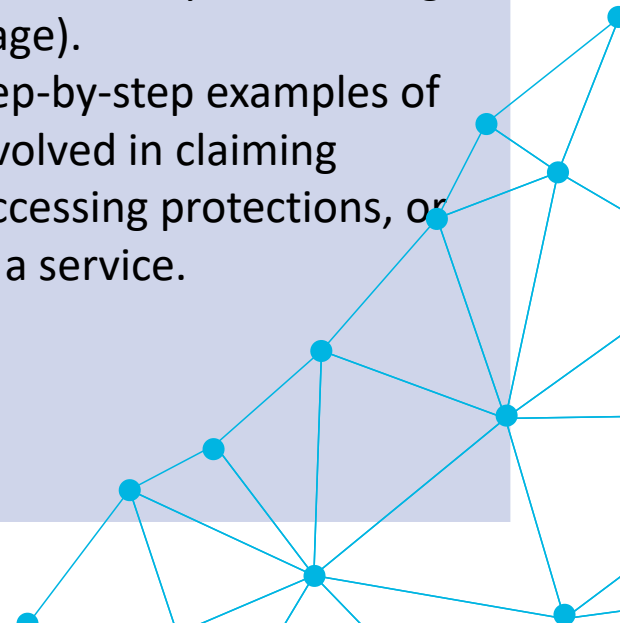 age).
ep-by-step examples of
volved in claiming
ccessing protections, or
a service.